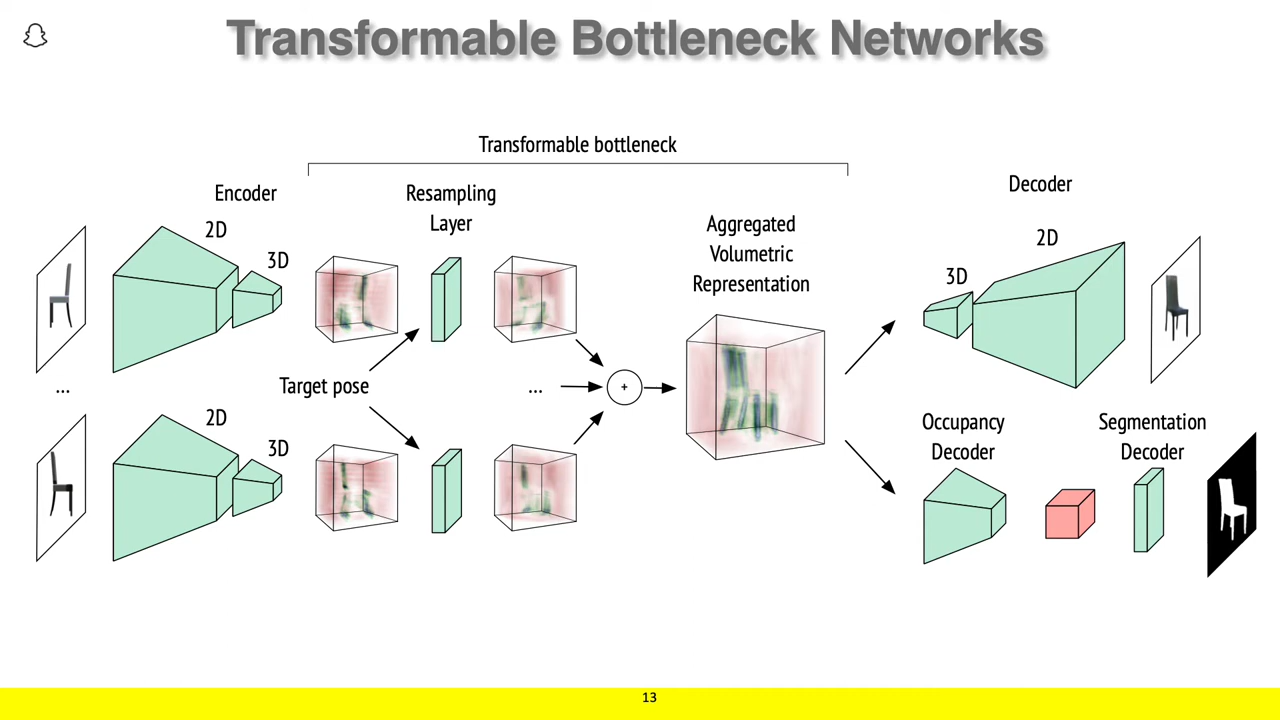 Transformable Bottleneck Networks
Transformable bottleneck
Encoder
2D
3D
Resampling
Layer
Aggregated
Volumetric
Representation
Decoder
3D
2D
...
Target pose
...
+
2D
3D
Occupancy
Decoder
Segmentation
Decoder
13